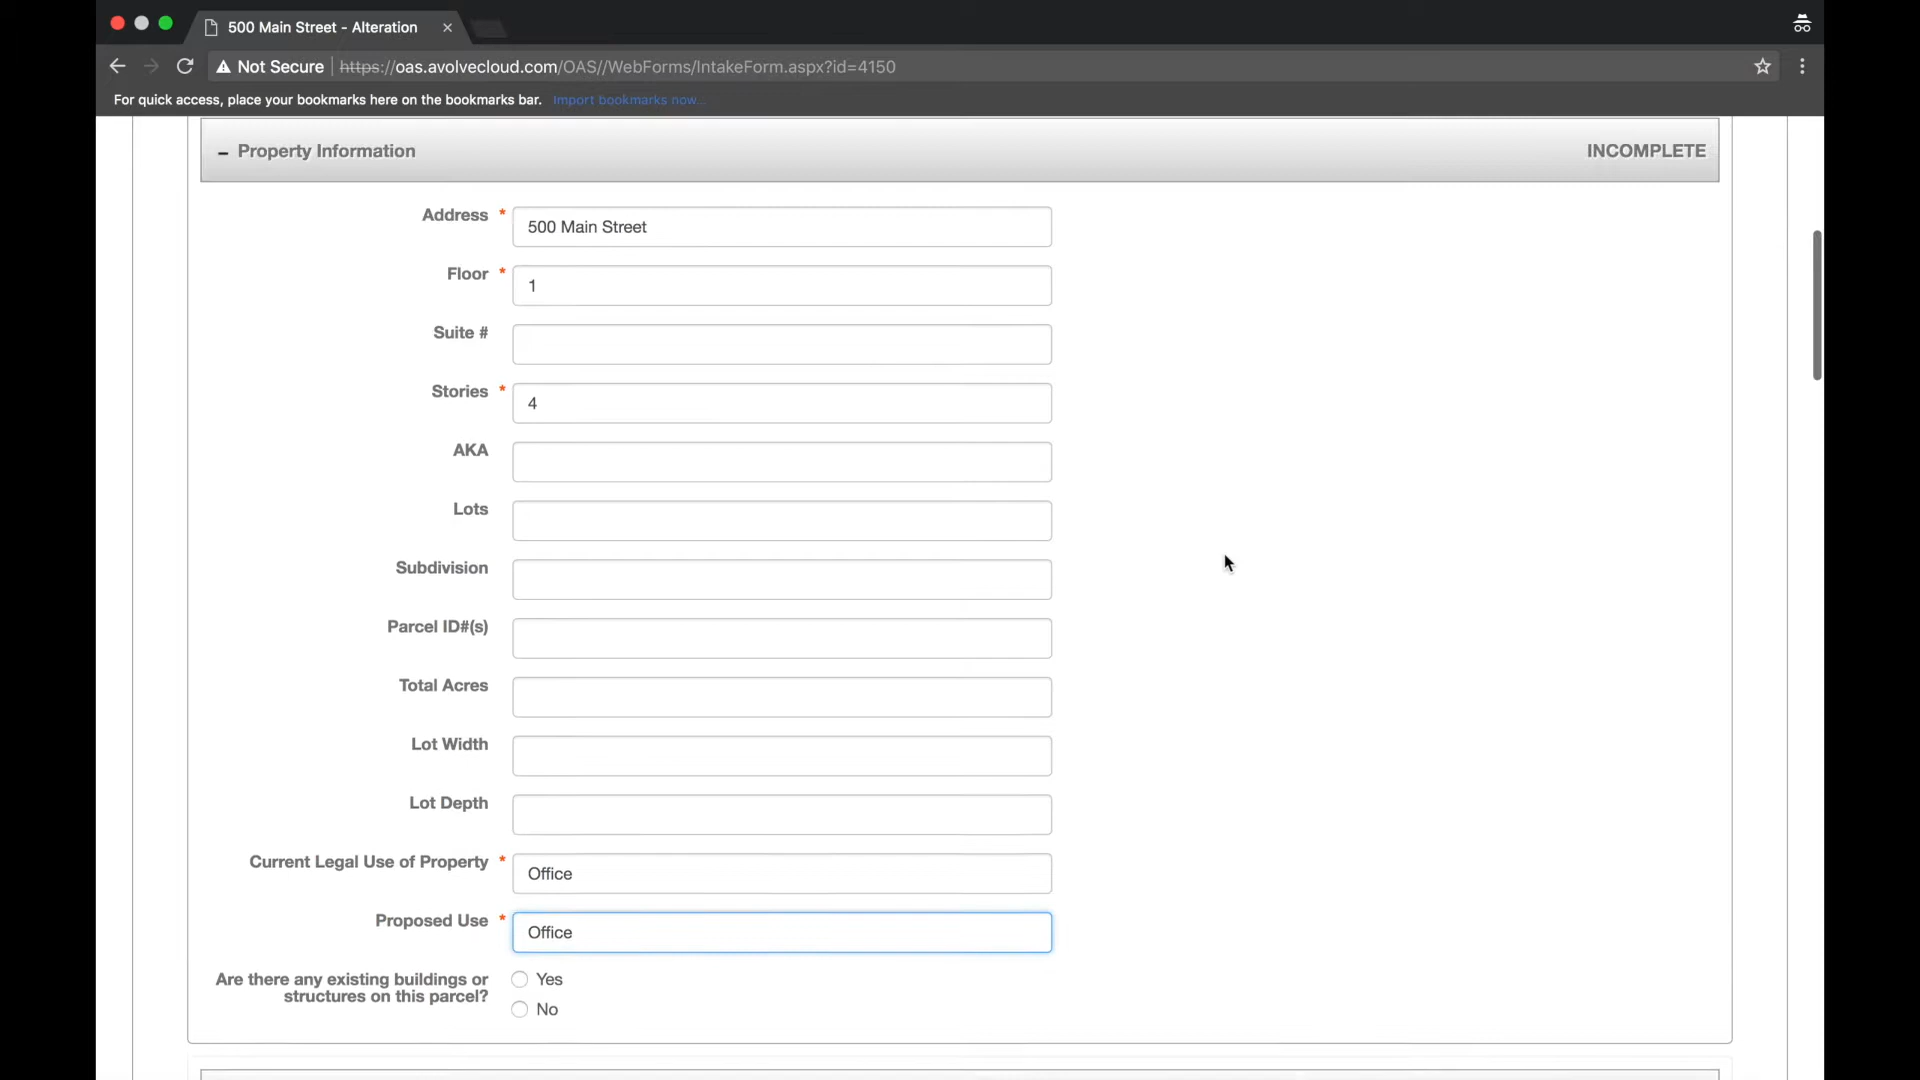 500 Main Street - Alteration
Not Secure https://oas.avolvecloud.com/OAS//WebForms/IntakeForm.aspx?id=4150
For quick access, place your bookmarks here on the bookmarks bar. Import bookmarks now...
– Property Information INCOMPLETE
Address * 500 Main Street
Floor * 1
Suite #
Stories * 4
AKA
Lots
Subdivision
Parcel ID#(s)
Total Acres
Lot Width
Lot Depth
Current Legal Use of Property * Office
Proposed Use * Office
Are there any existing buildings or
structures on this parcel?
Yes
No